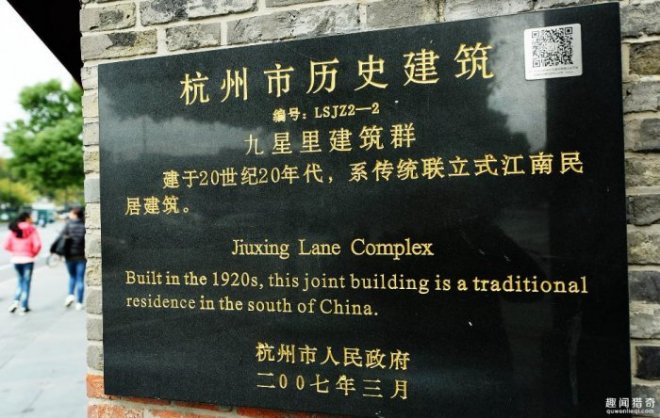 杭州市历史建筑
编号：LSJZ2—2
九星里建筑群
建于20世纪20年代，系传统联立式江南民
居建筑。
Jiuxing Lane Complex
Built in the 1920s, this joint building is a traditional
residence in the south of China.
杭州市人民政府
二00七年三月
趣闻猎奇
quwenlieqi.com